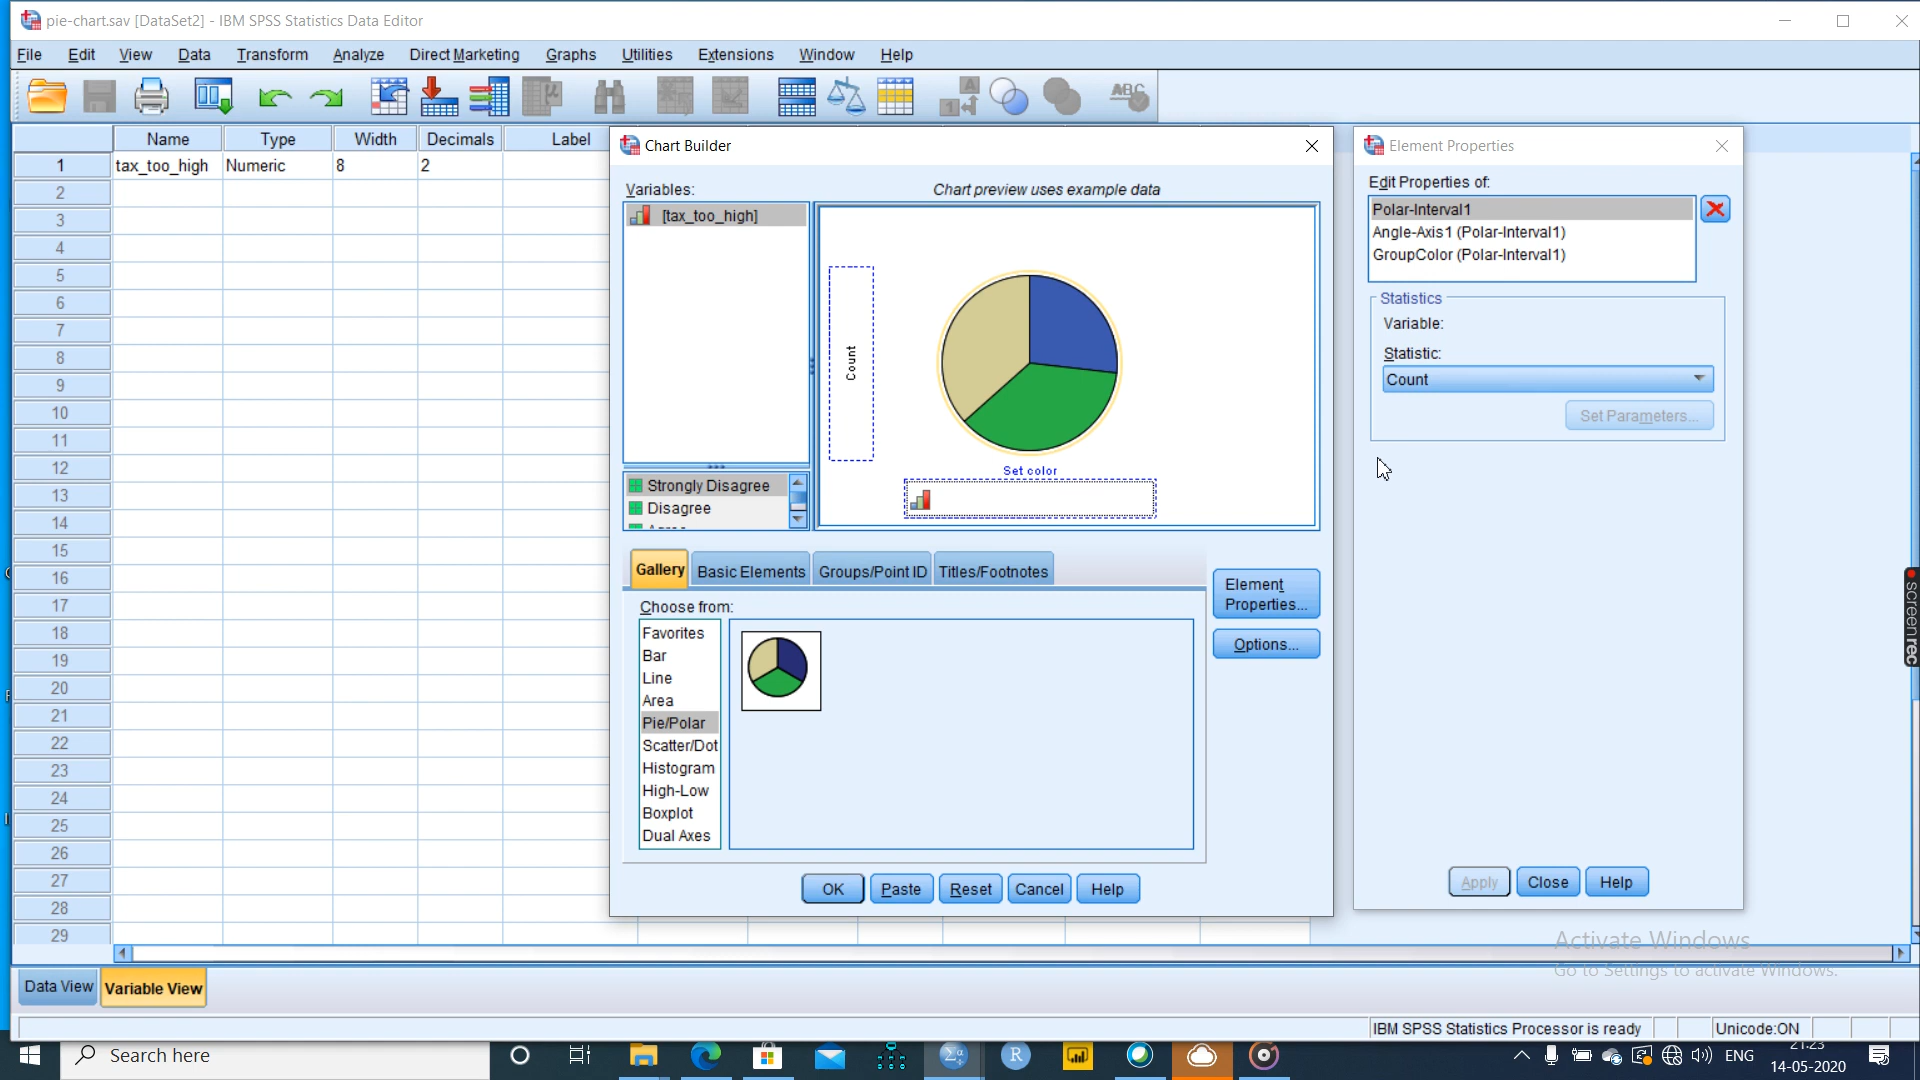 pie-chart.sav [DataSet2] - IBM SPSS Statistics Data Editor
File Edit View Data Transform Analyze Direct Marketing Graphs Utilities Extensions Window Help
A
1
ABC
Name Type Width Decimals Label
1 tax_too_high Numeric 8 2
2
3
4
5
6
7
8
9
10
11
12
13
14
15
16
17
18
19
20
21
22
23
24
25
26
27
28
29
Chart Builder
Variables:
Chart preview uses example data
[tax_too_high]
Count
Set color
Strongly Disagree
Disagree
Gallery Basic Elements Groups/Point ID Titles/Footnotes
Choose from:
Favorites
Bar
Line
Area
Pie/Polar
Scatter/Dot
Histogram
High-Low
Boxplot
Dual Axes
Element
Properties...
Options...
OK Paste Reset Cancel Help
Element Properties
Edit Properties of:
Polar-Interval1
Angle-Axis1 (Polar-Interval1)
GroupColor (Polar-Interval1)
Statistics
Variable:
Statistic:
Count
Set Parameters...
Apply Close Help
screenrec
Activate Windows
Go to Settings to activate Windows.
Data View Variable View
IBM SPSS Statistics Processor is ready Unicode:ON
Search here
Σα
R
ENG
21:23
14-05-2020